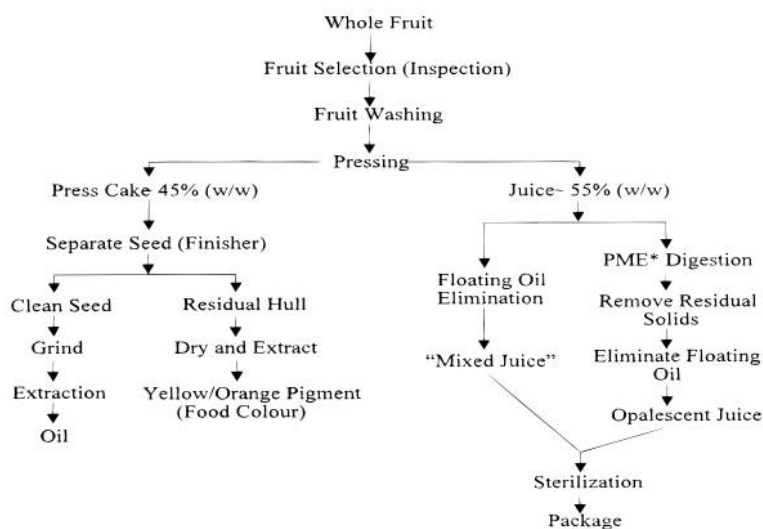 Whole Fruit
Fruit Selection (Inspection)
Fruit Washing
Pressing
Press Cake~ 45% (w/w)
Juice~ 55% (w/w)
Separate Seed (Finisher)
Clean Seed
Grind
Extraction
Oil
Residual Hull
Dry and Extract
Yellow/Orange Pigment
(Food Colour)
Floating Oil
Elimination
“Mixed Juice”
PME* Digestion
Remove Residual
Solids
Eliminate Floating
Oil
Opalescent Juice
Sterilization
Package